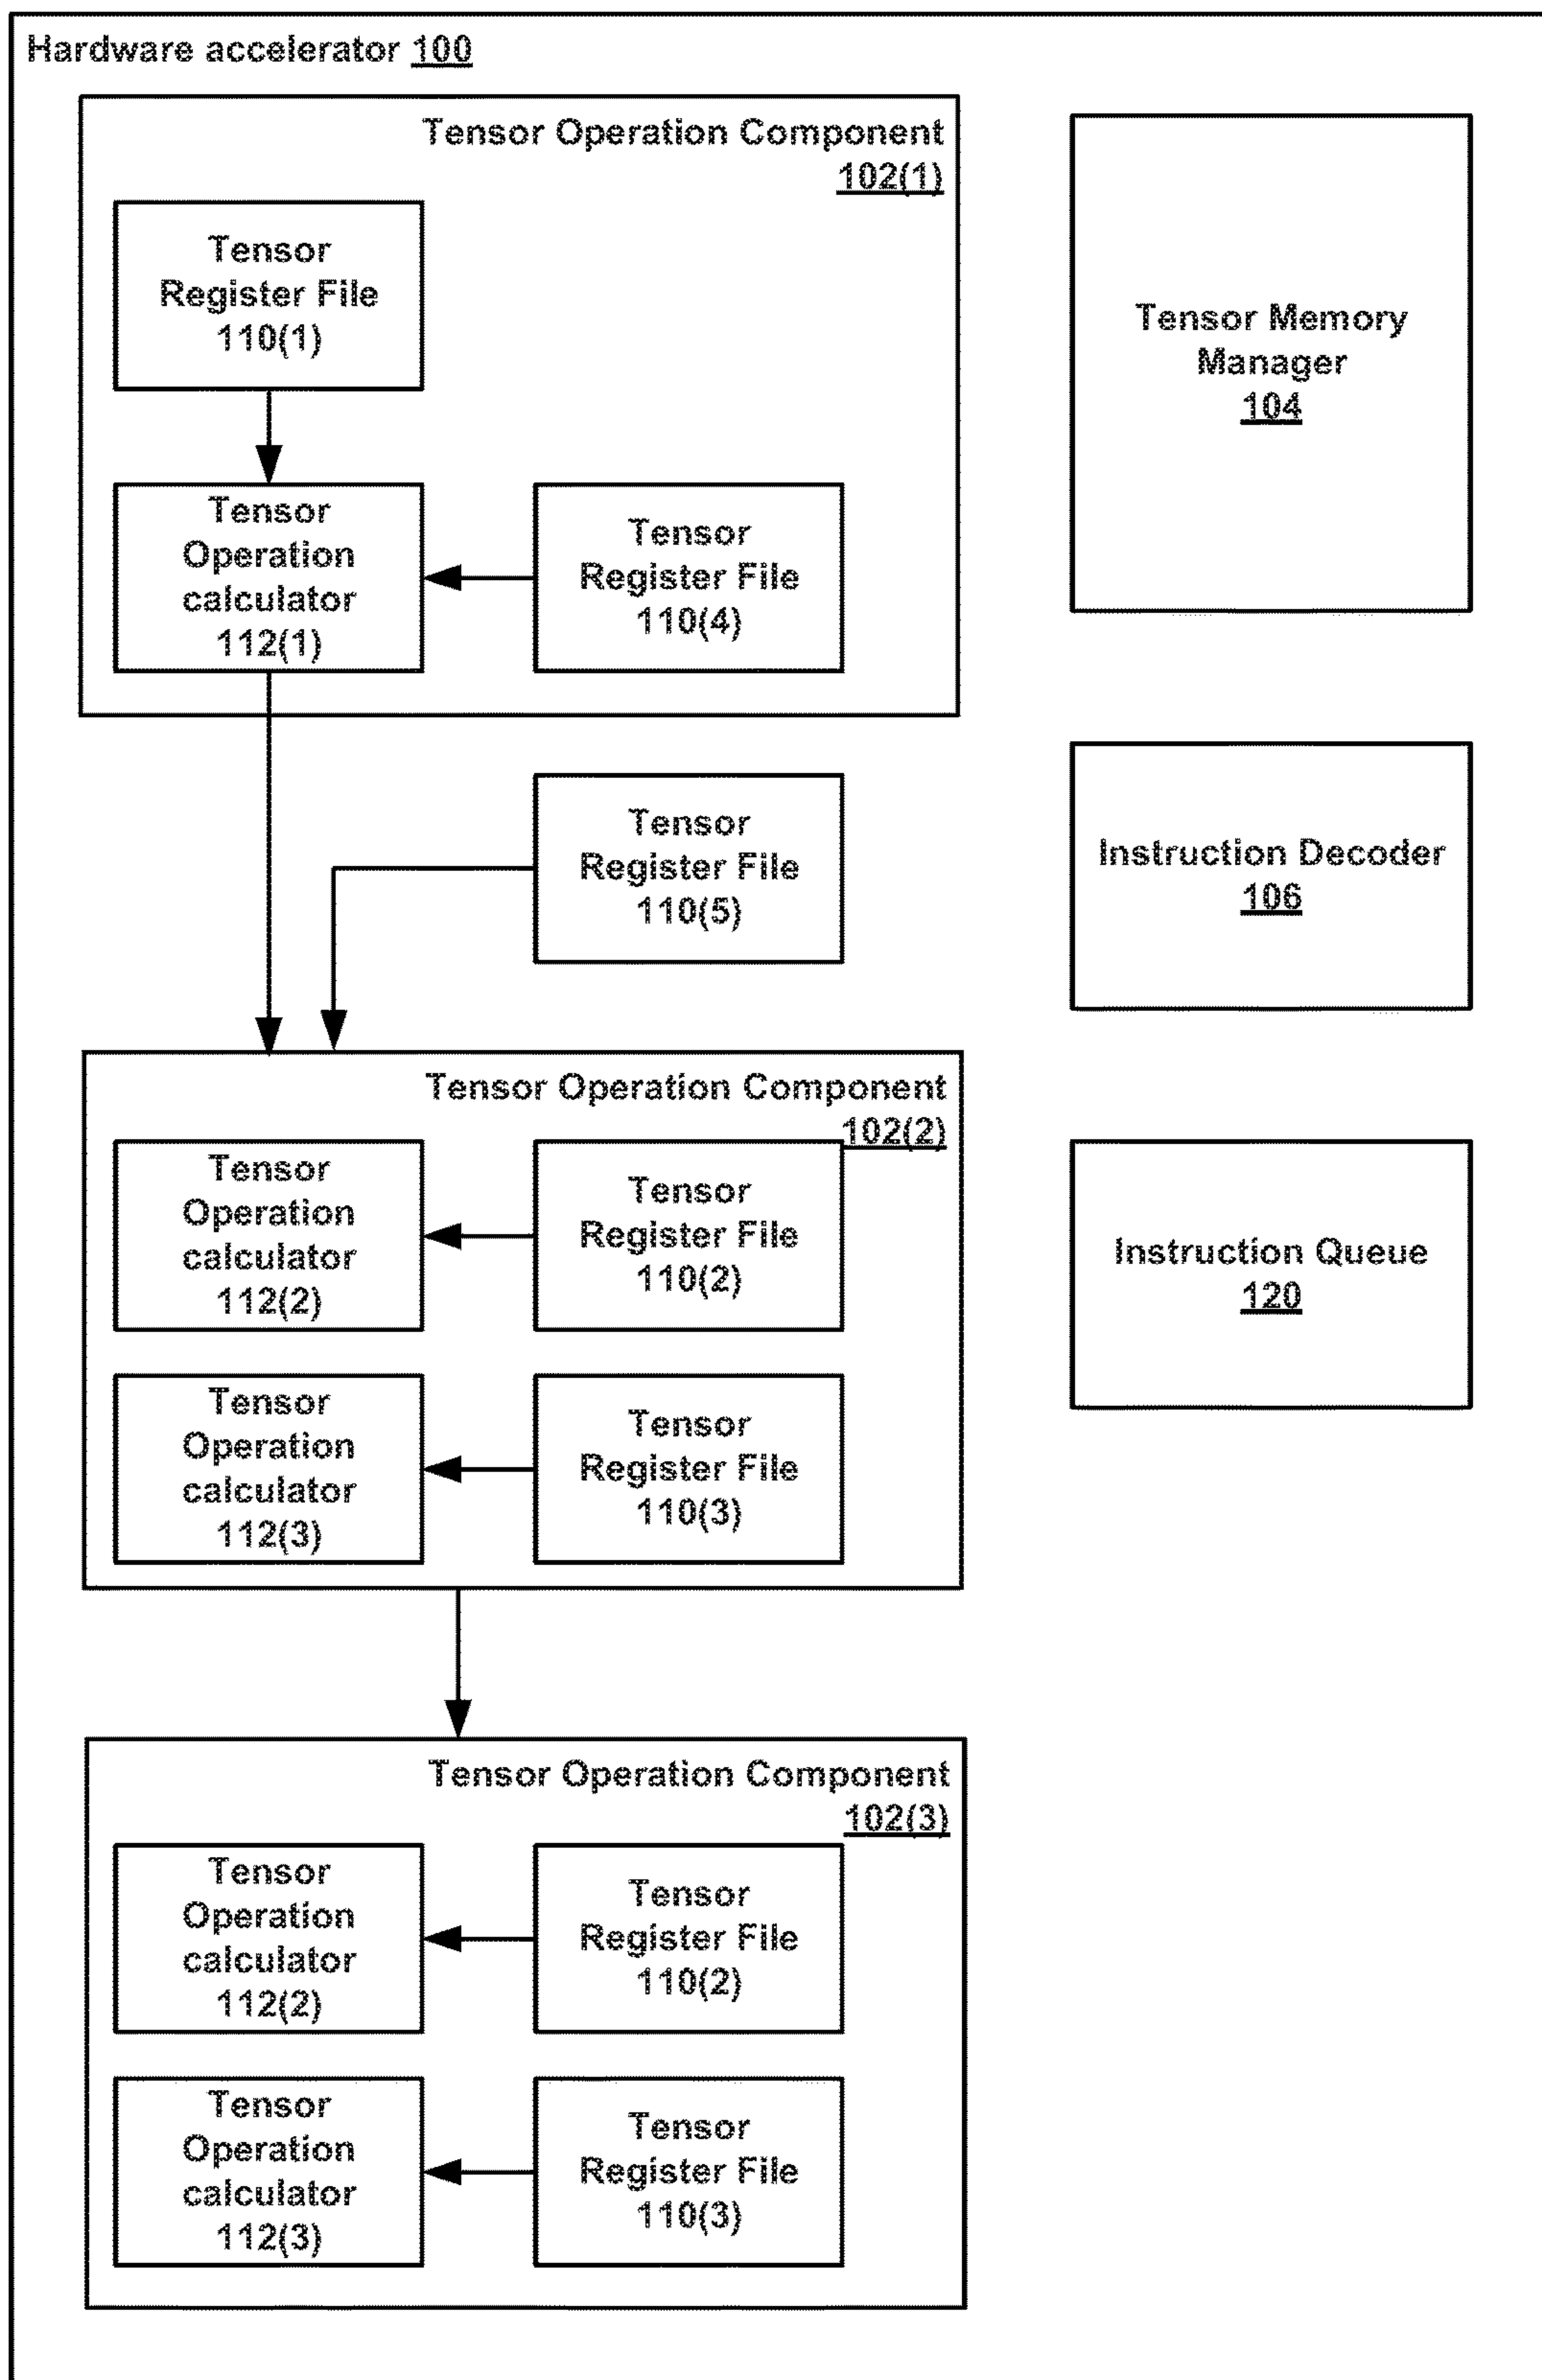 Hardware accelerator 100
Tensor Operation Component
102(1)
Tensor
Register File
110(1)
Tensor
Operation
calculator
112(1)
Tensor
Register File
110(4)
Tensor Memory
Manager
104
Tensor
Register File
110(5)
Instruction Decoder
106
Tensor Operation Component
102(2)
Tensor
Operation
calculator
112(2)
Tensor
Register File
110(2)
Tensor
Operation
calculator
112(3)
Tensor
Register File
110(3)
Instruction Queue
120
Tensor Operation Component
102(3)
Tensor
Operation
calculator
112(2)
Tensor
Register File
110(2)
Tensor
Operation
calculator
112(3)
Tensor
Register File
110(3)